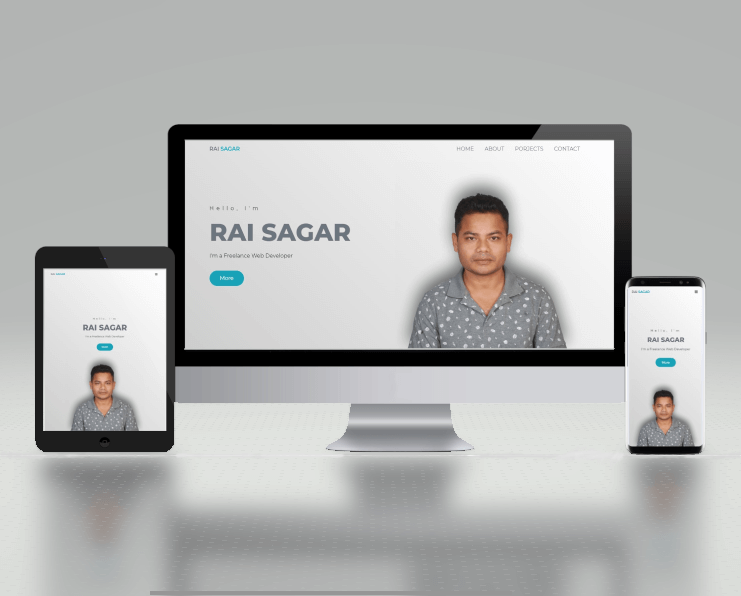 RAI SAGAR
HOME ABOUT PORJECTS CONTACT
Hello, I'm
RAI SAGAR
I'm a Freelance Web Developer
More
RAI SAGAR
Hello, I'm
RAI SAGAR
I'm a Freelance Web Developer
More
RAI SAGAR
Hello, I'm
RAI SAGAR
I'm a Freelance Web Developer
More